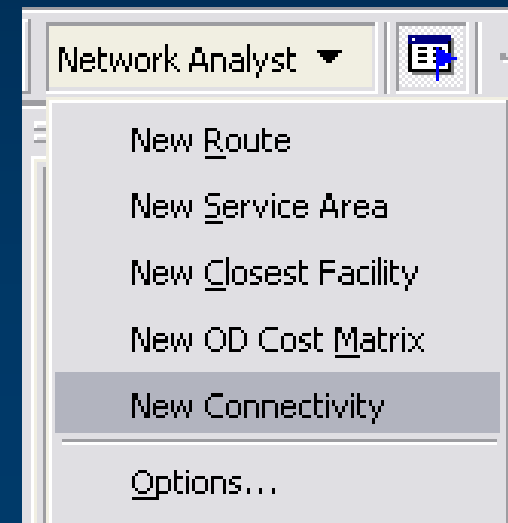 Network Analyst
New Route
New Service Area
New Closest Facility
New OD Cost Matrix
New Connectivity
Options...